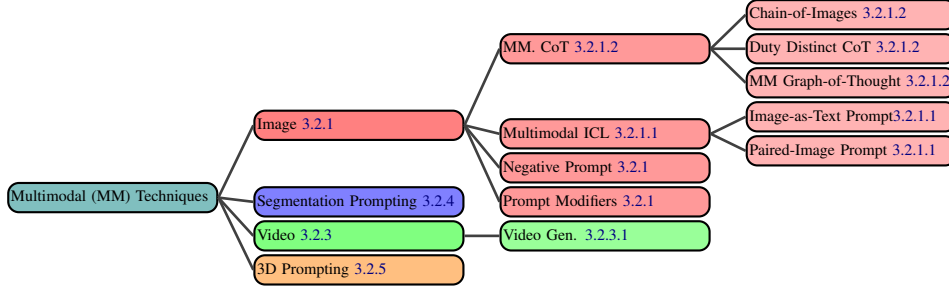 Chain-of-Images 3.2.1.2
MM. CoT 3.2.1.2
Duty Distinct CoT 3.2.1.2
MM Graph-of-Thought 3.2.1.2
Image 3.2.1
Image-as-Text Prompt3.2.1.1
Multimodal ICL 3.2.1.1
Paired-Image Prompt 3.2.1.1
Negative Prompt 3.2.1
Multimodal (MM) Techniques
Segmentation Prompting 3.2.4
Prompt Modifiers 3.2.1
Video 3.2.3
Video Gen. 3.2.3.1
3D Prompting 3.2.5